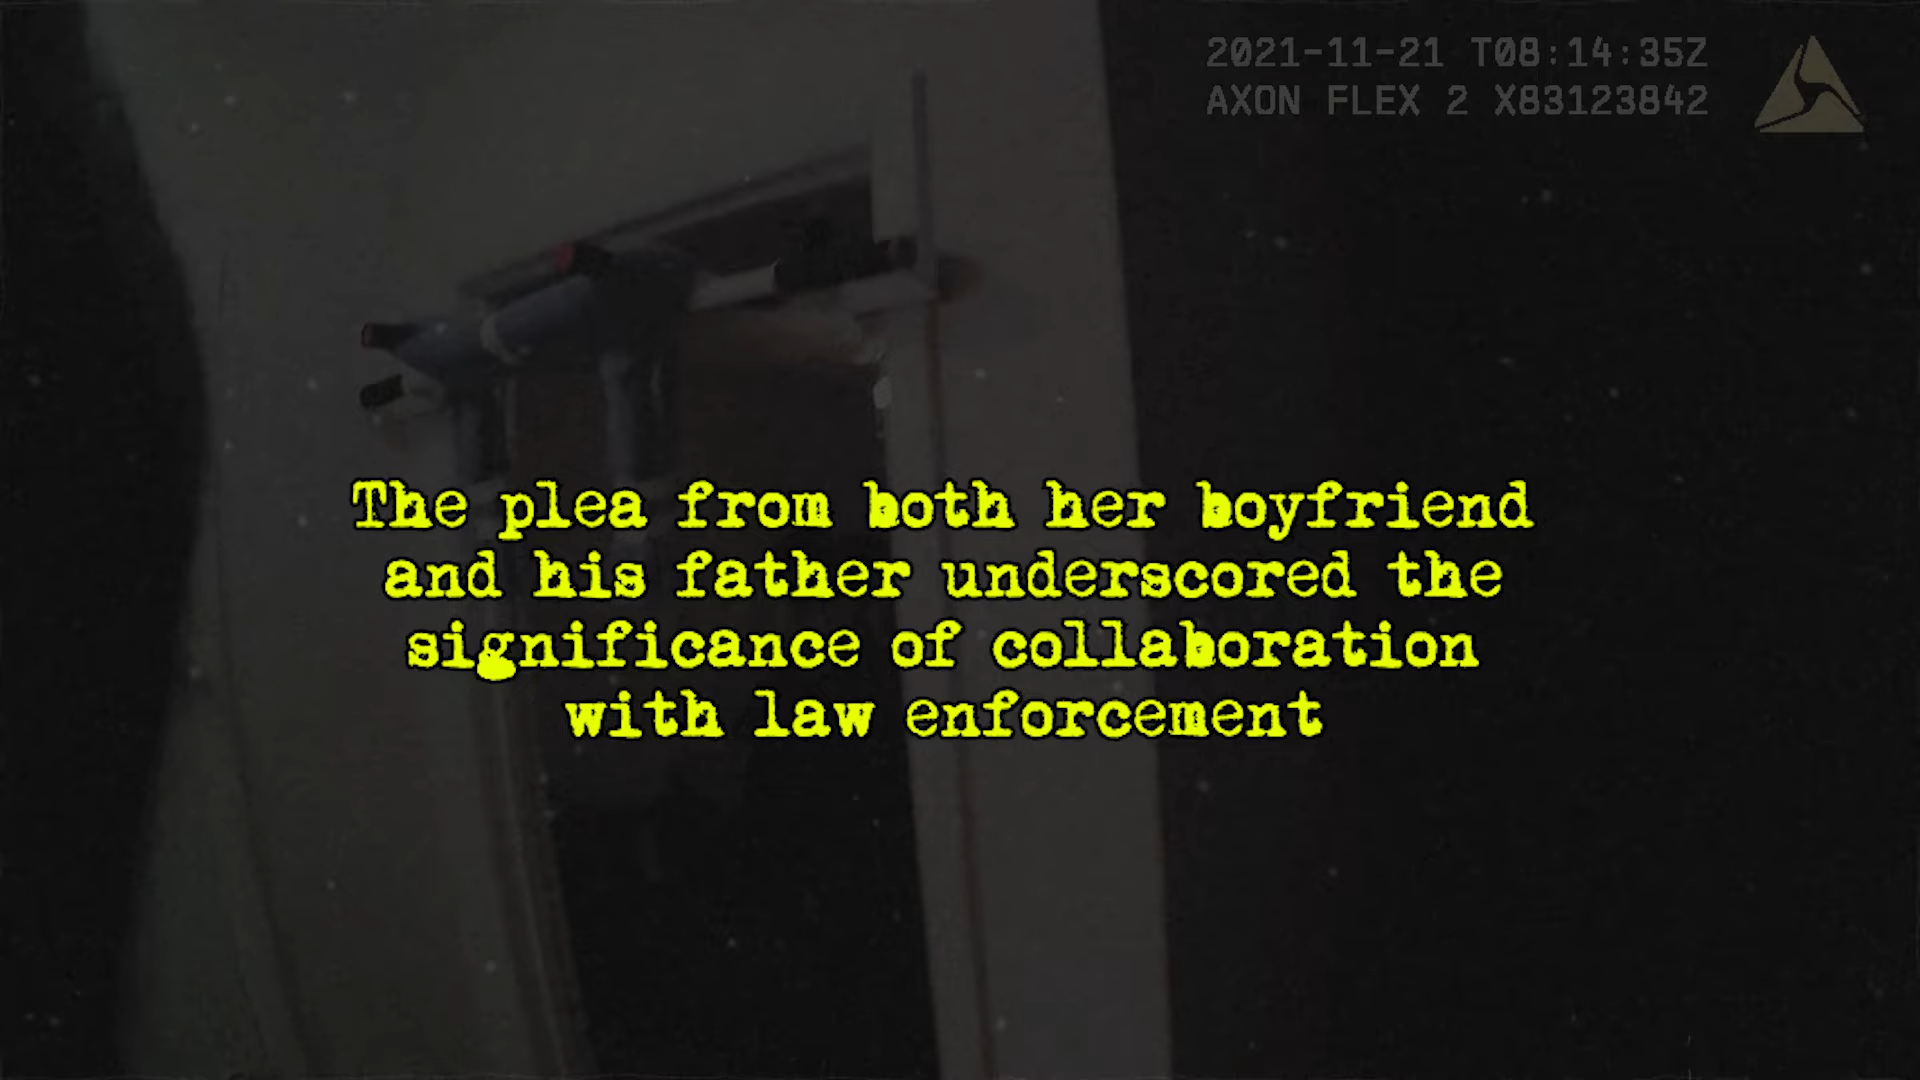 2021-11-21 T08:14:35Z
AXON FLEX 2 X83123842
The plea from both her boyfriend
and his father underscored the
significance of collaboration
with law enforcement